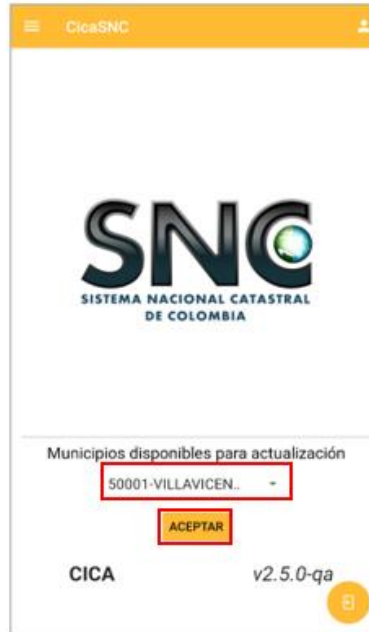 CicaSNC
SNC
SISTEMA NACIONAL CATASTRAL
DE COLOMBIA
Municipios disponibles para actualización
50001-VILLAVICEN..
ACEPTAR
CICA v2.5.0-qa